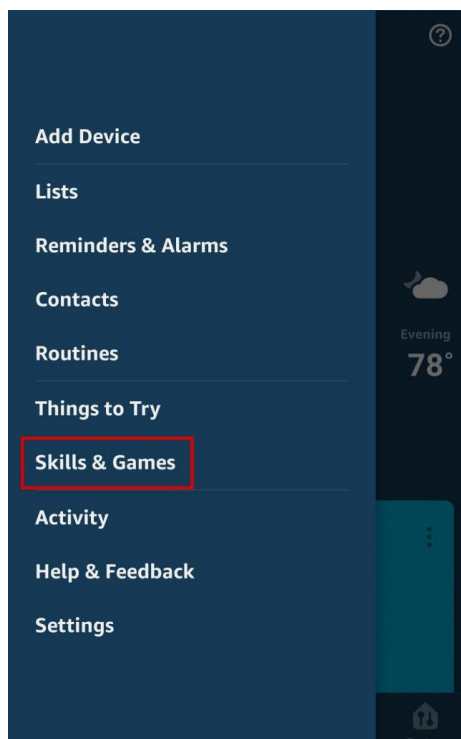 Add Device
Lists
Reminders & Alarms
Contacts
Evening
Routines
78°
Things to Try
Skills & Games
Activity
Help & Feedback
Settings